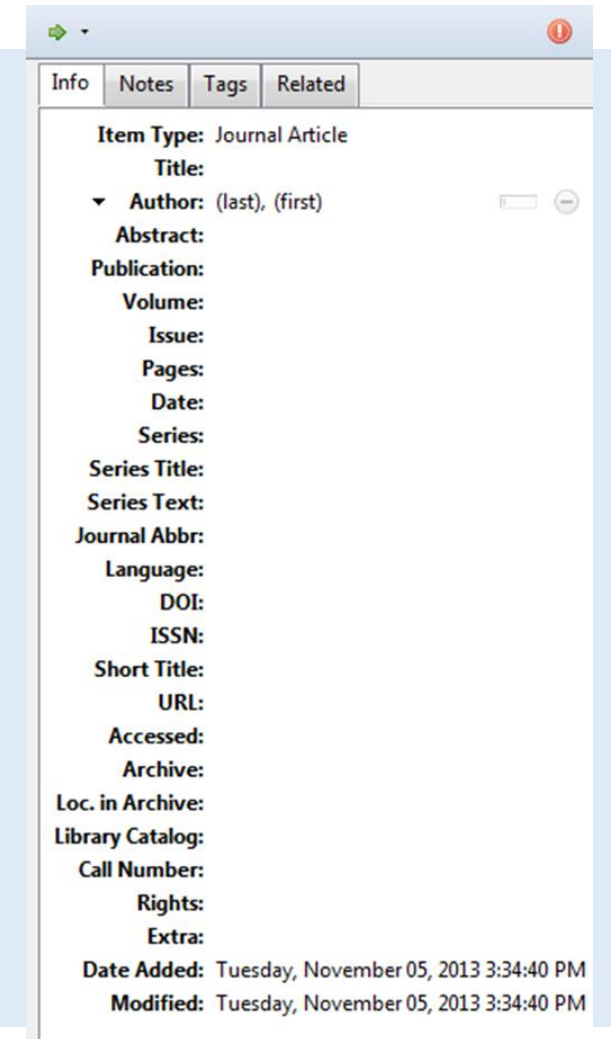 Info Notes Tags Related
Item Type: Journal Article
Title:
Author: (last), (first)
Abstract:
Publication:
Volume:
Issue:
Pages:
Date:
Series:
Series Title:
Series Text:
Journal Abbr:
Language:
DOI:
ISSN:
Short Title:
URL:
Accessed:
Archive:
Loc. in Archive:
Library Catalog:
Call Number:
Rights:
Extra:
Date Added: Tuesday, November 05, 2013 3:34:40 PM
Modified: Tuesday, November 05, 2013 3:34:40 PM